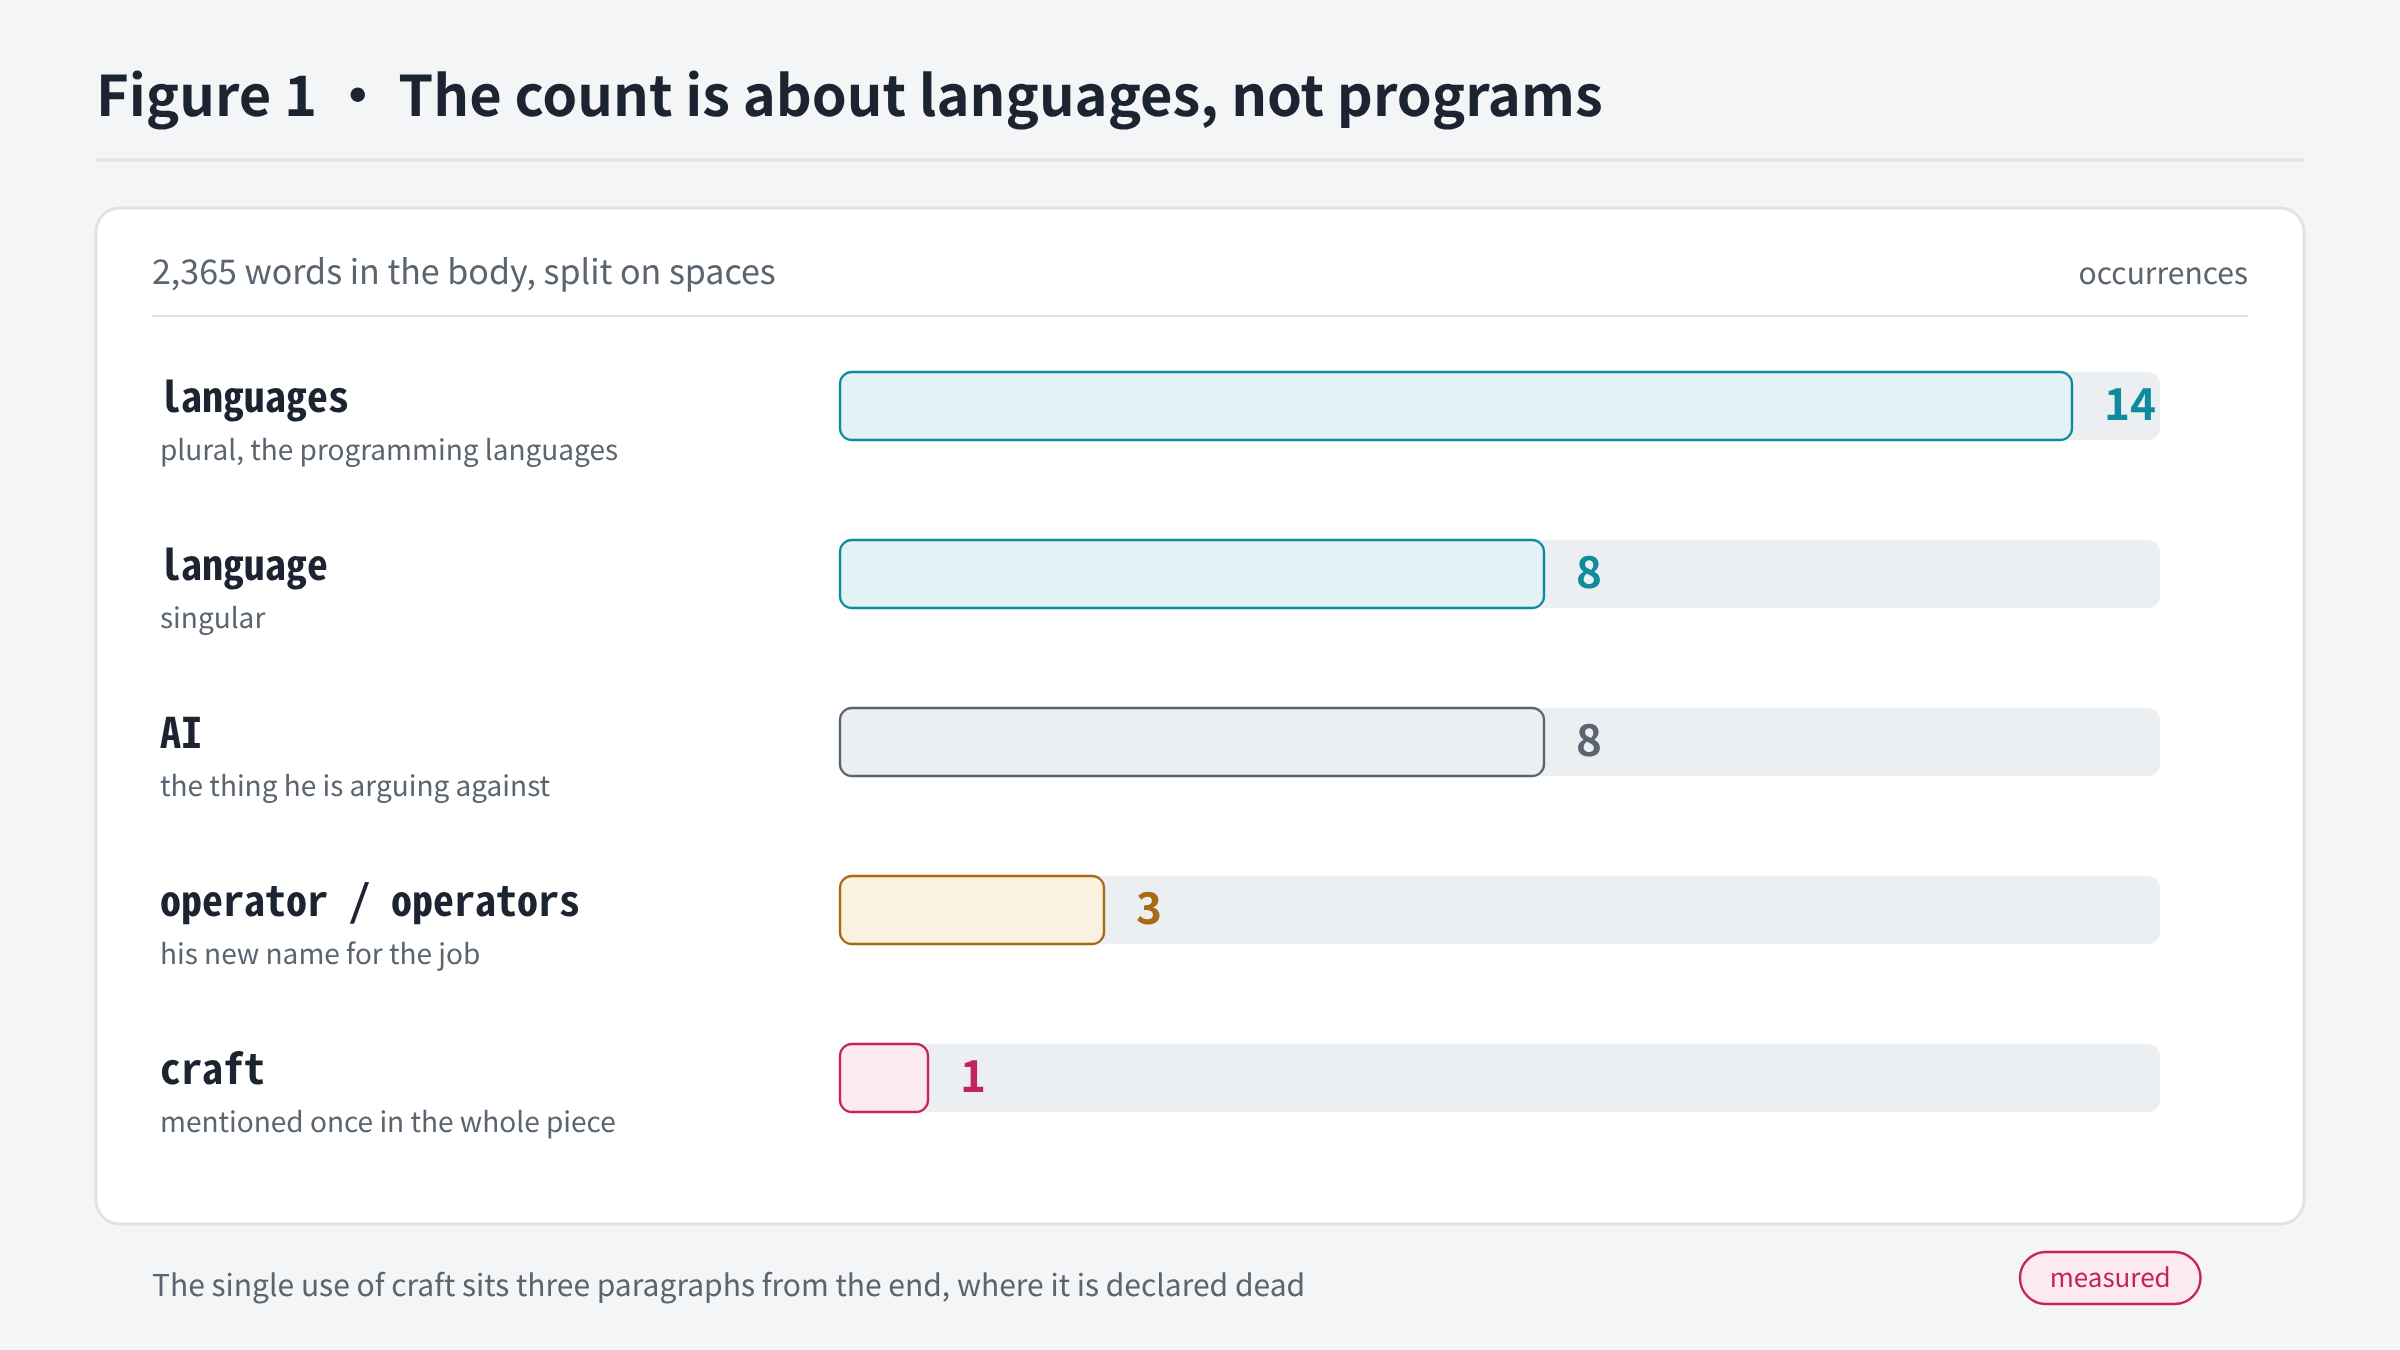 Figure 1 • The count is about languages, not programs
2,365 words in the body, split on spaces
occurrences
languages
14
plural, the programming languages
language
8
singular
AI
8
the thing he is arguing against
operator / operators
3
his new name for the job
craft
1
mentioned once in the whole piece
The single use of craft sits three paragraphs from the end, where it is declared dead
measured